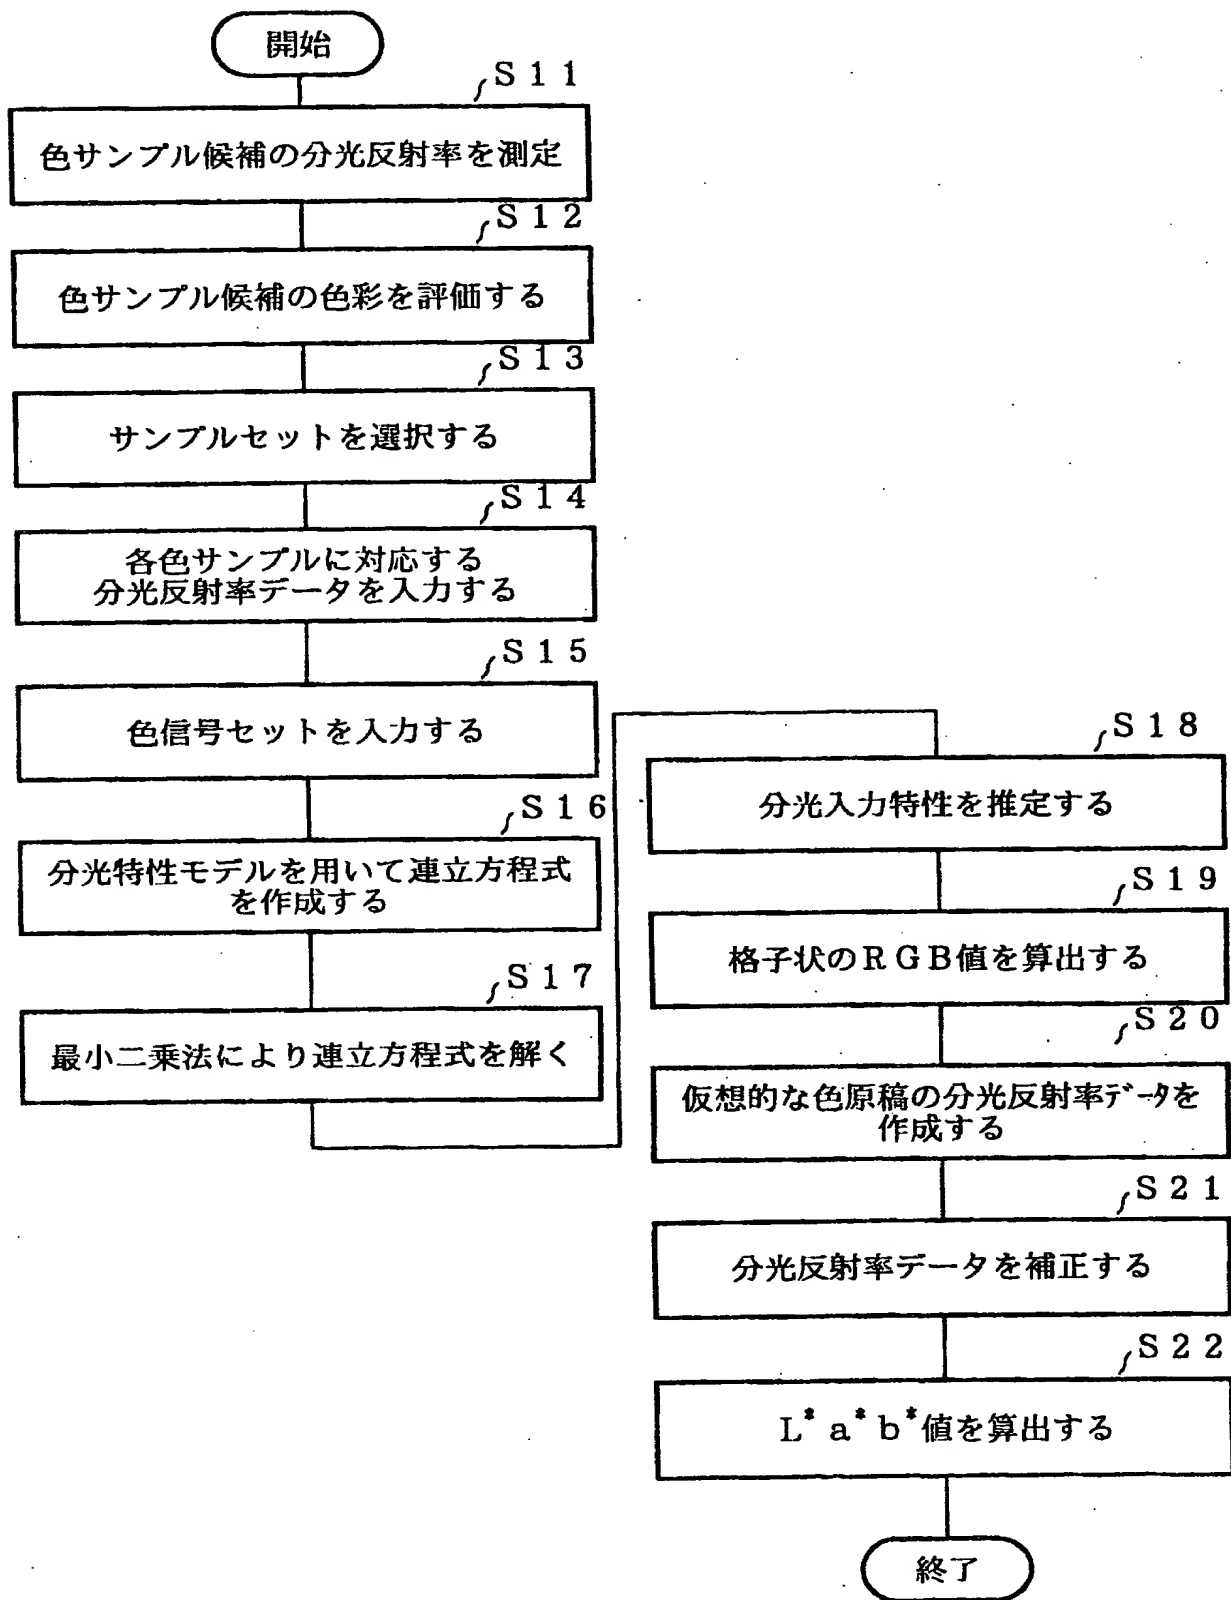 開始
S11
色サンプル候補の分光反射率を測定
S12
色サンプル候補の色彩を評価する
S13
サンプルセットを選択する
S14
各色サンプルに対応する
分光反射率データを入力する
S15
色信号セットを入力する
S16
分光特性モデルを用いて連立方程式
を作成する
S17
最小二乗法により連立方程式を解く
S18
分光入力特性を推定する
S19
格子状のRGB値を算出する
S20
仮想的な色原稿の分光反射率ﾃﾞｰﾀを
作成する
S21
分光反射率データを補正する
S22
L* a* b*値を算出する
終了